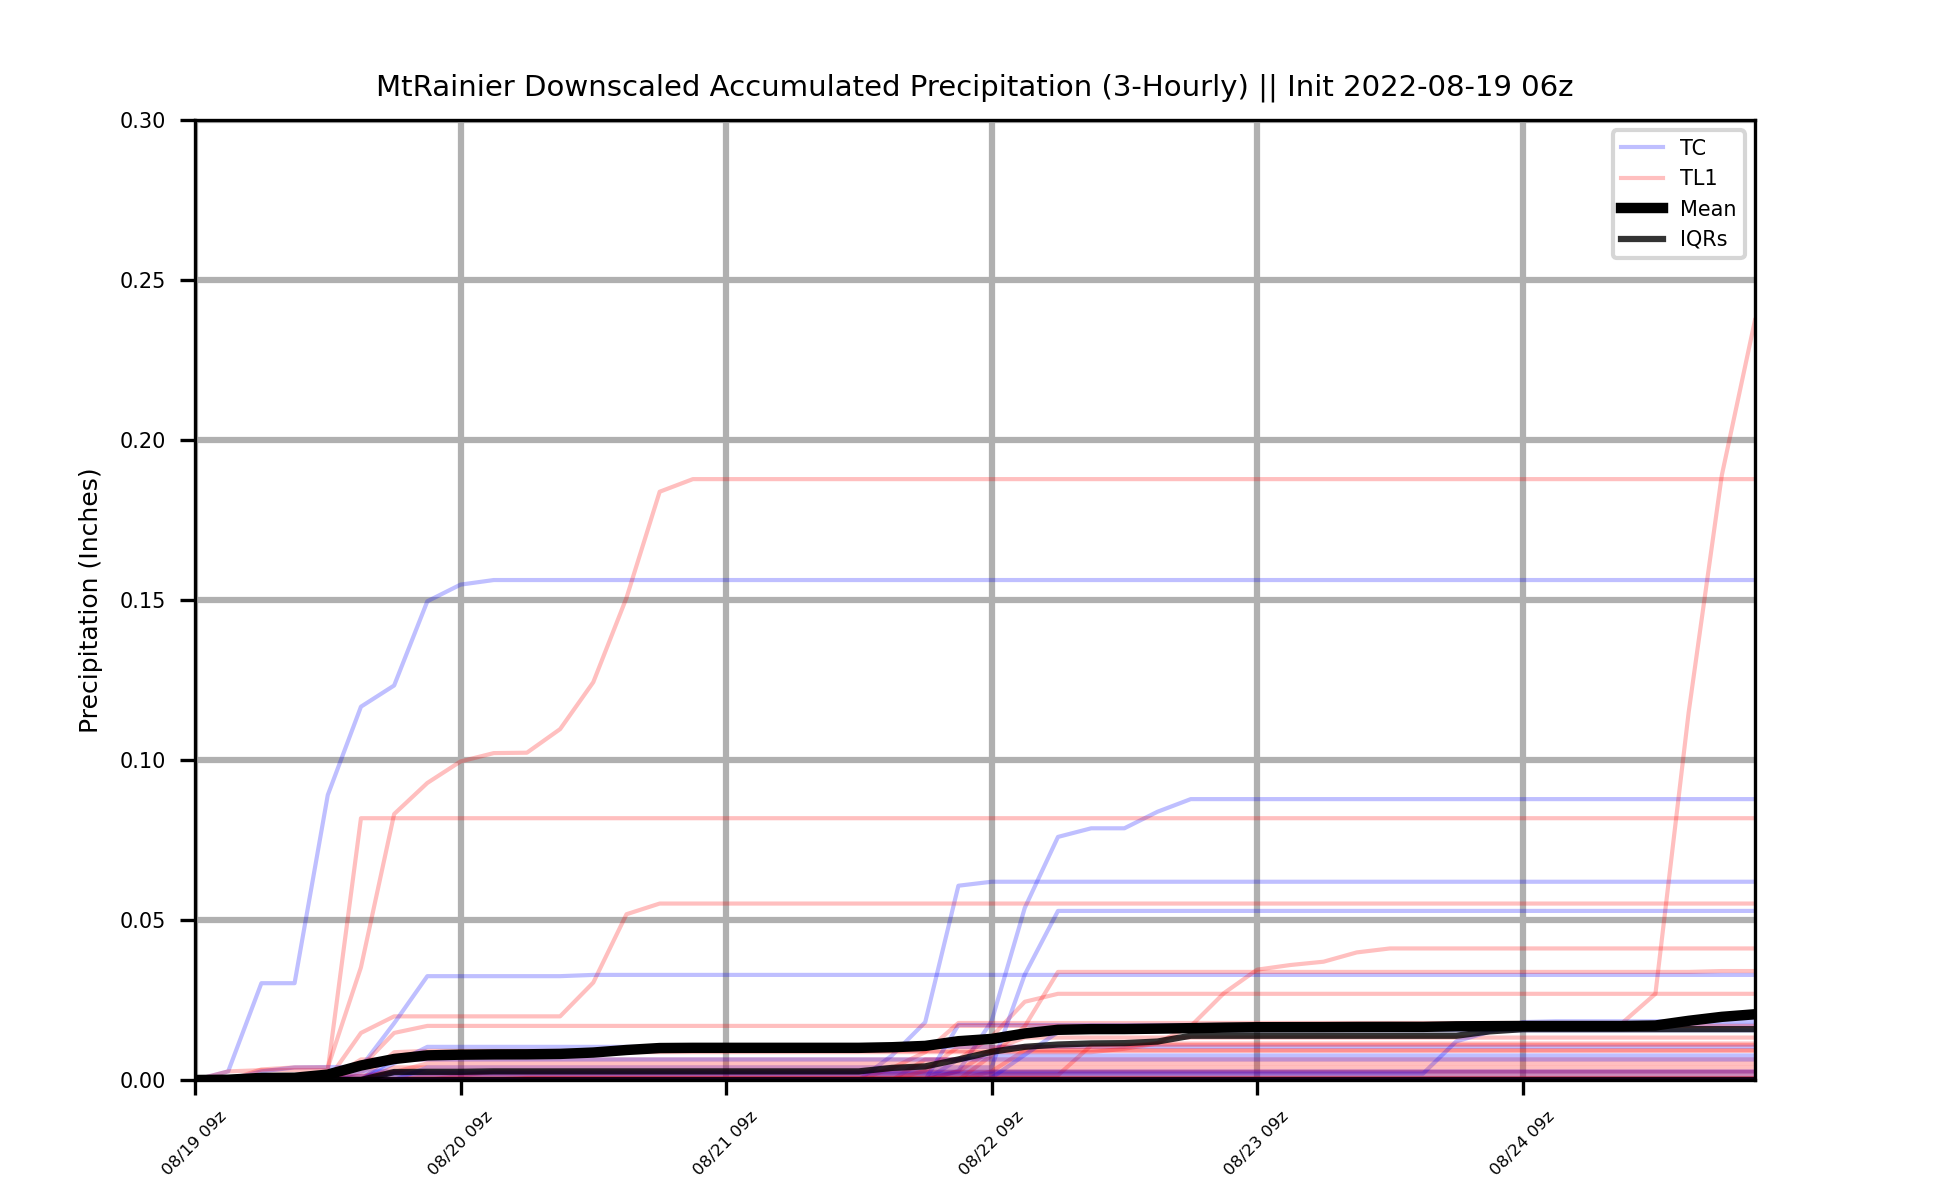 MtRainier Downscaled Accumulated Precipitation (3-Hourly) || Init 2022-08-19 06z
TC
TL1
Mean
IQRs
Precipitation (Inches)
0.30
0.25
0.20
0.15
0.10
0.05
0.00
08/19 09z
08/20 09z
08/21 09z
08/22 09z
08/23 09z
08/24 09z